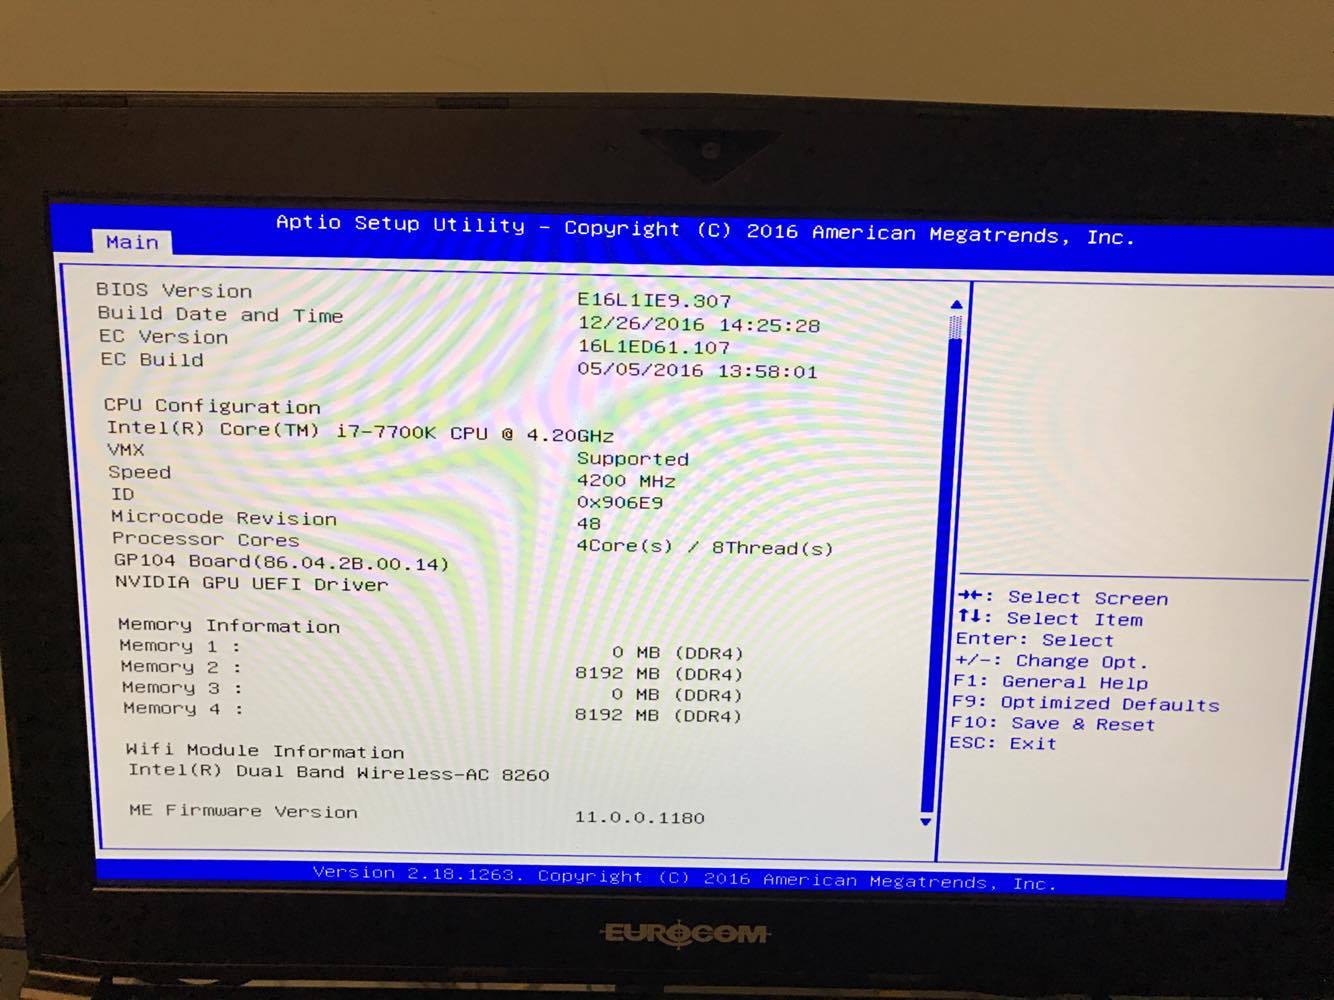 Aptio Setup Utility – Copyright (C) 2016 American Megatrends, Inc.
Main
BIOS Version E16L1IE9.307
Build Date and Time 12/26/2016 14:25:28
EC Version 16L1ED61.107
EC Build 05/05/2016 13:58:01
CPU Configuration
Intel(R) Core(TM) i7-7700K CPU @ 4.20GHz
VMX Supported
Speed 4200 MHz
ID 0x906E9
Microcode Revision 48
Processor Cores 4Core(s) / 8Thread(s)
GP104 Board(86.04.2B.00.14)
NVIDIA GPU UEFI Driver
Memory Information
Memory 1 : 0 MB (DDR4)
Memory 2 : 8192 MB (DDR4)
Memory 3 : 0 MB (DDR4)
Memory 4 : 8192 MB (DDR4)
Wifi Module Information
Intel(R) Dual Band Wireless-AC 8260
ME Firmware Version 11.0.0.1180
→←: Select Screen
↑↓: Select Item
Enter: Select
+/-: Change Opt.
F1: General Help
F9: Optimized Defaults
F10: Save & Reset
ESC: Exit
Version 2.18.1263. Copyright (C) 2016 American Megatrends, Inc.
EUROCOM